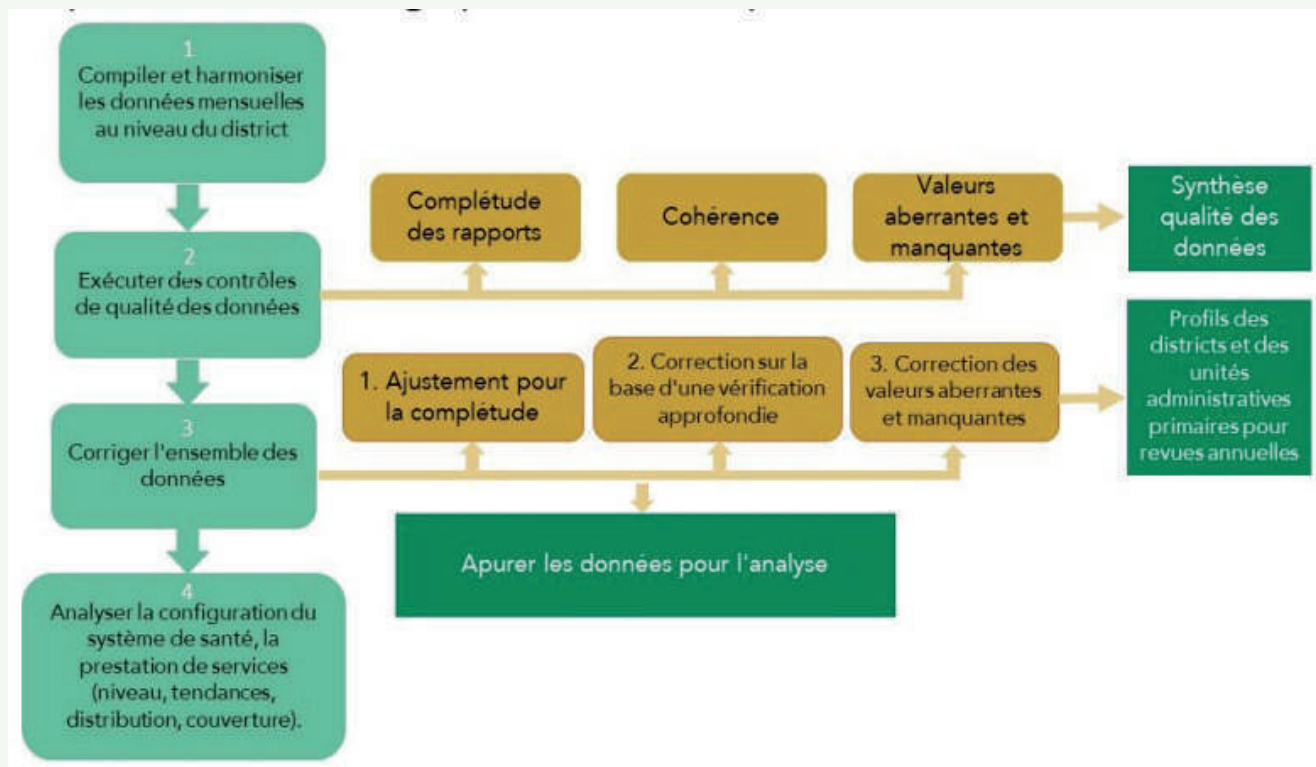 1
Compiler et harmoniser
les données mensuelles
au niveau du district
2
Exécuter des contrôles
de qualité des données
Complétude
des rapports
Cohérence
Valeurs
aberrantes et
manquantes
Synthèse
qualité des
données
3
Corriger l'ensemble des
données
1. Ajustement pour
la complétude
2. Correction sur la
base d'une vérification
approfondie
3. Correction des
valeurs aberrantes
et manquantes
Profils des
districts et des
unités
administratives
primaires pour
revues annuelles
Apurer les données pour l'analyse
4
Analyser la configuration du
système de santé, la
prestation de services
(niveau, tendances,
distribution, couverture).